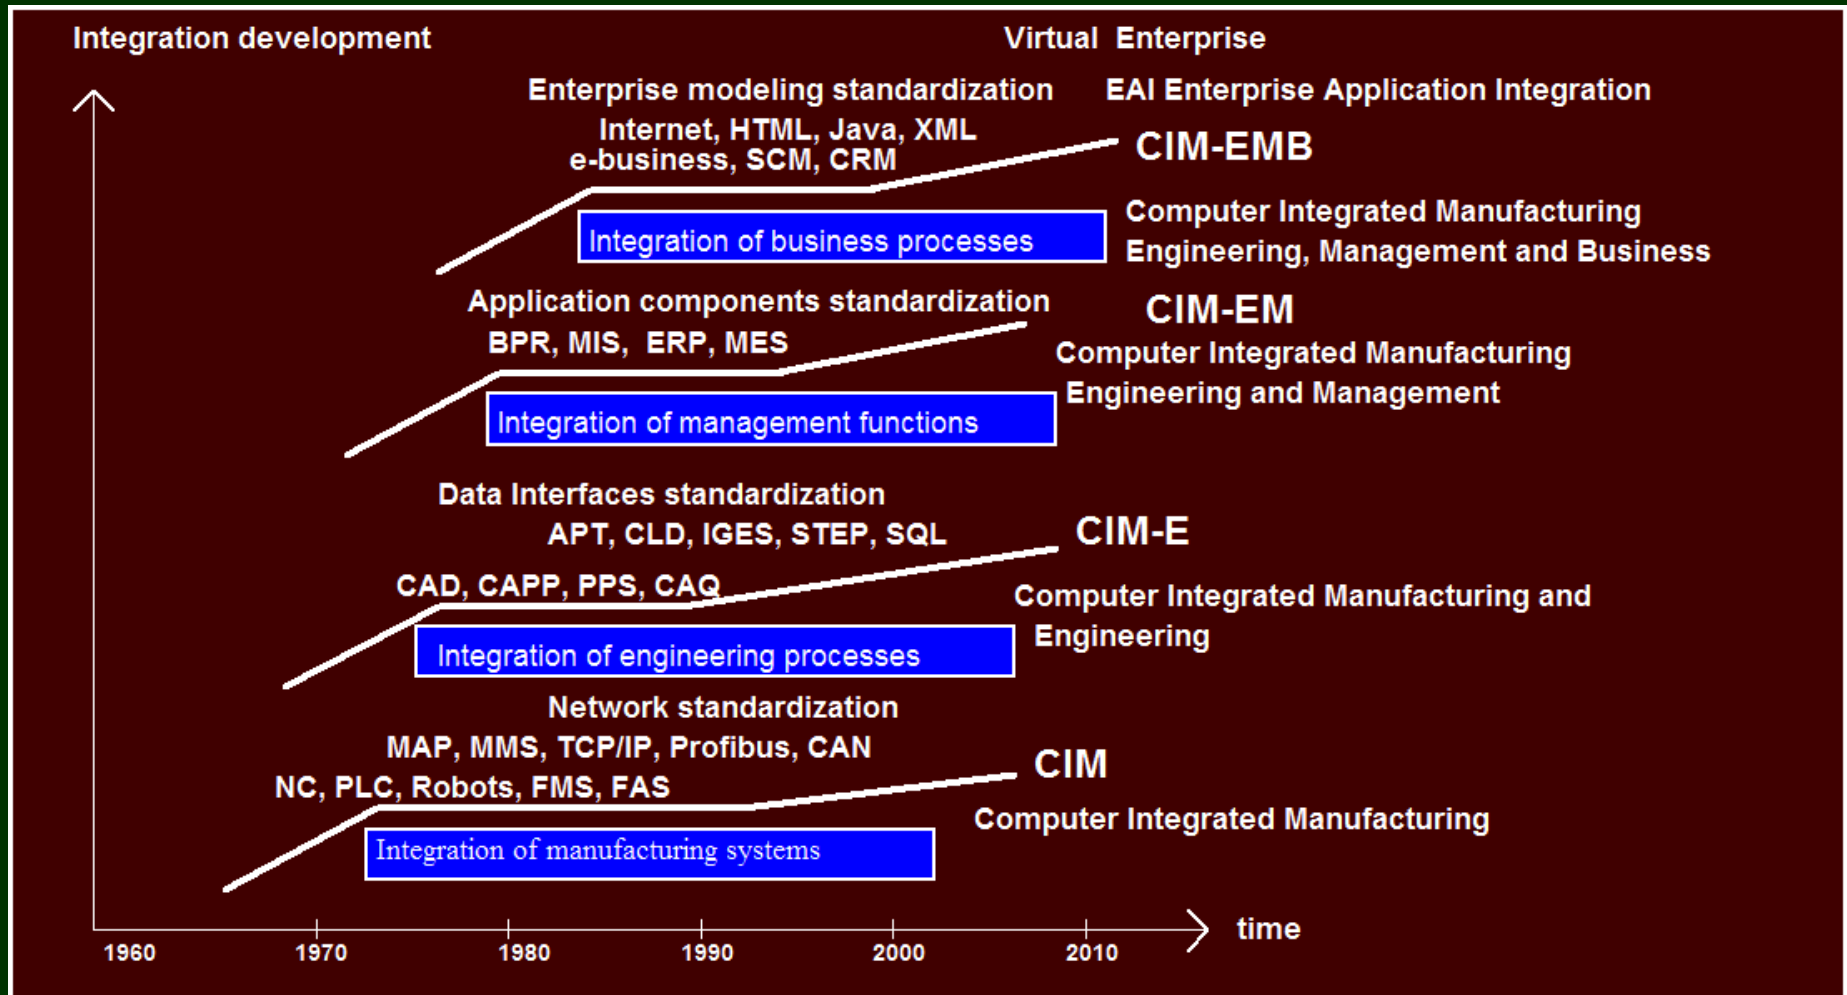 Integration development
Virtual Enterprise
Enterprise modeling standardization
EAI Enterprise Application Integration
Internet, HTML, Java, XML
e-business, SCM, CRM
CIM-EMB
Integration of business processes
Computer Integrated Manufacturing
Engineering, Management and Business
Application components standardization
BPR, MIS, ERP, MES
CIM-EM
Computer Integrated Manufacturing
Engineering and Management
Integration of management functions
Data Interfaces standardization
APT, CLD, IGES, STEP, SQL
CIM-E
CAD, CAPP, PPS, CAQ
Computer Integrated Manufacturing and
Engineering
Integration of engineering processes
Network standardization
MAP, MMS, TCP/IP, Profibus, CAN
NC, PLC, Robots, FMS, FAS
CIM
Computer Integrated Manufacturing
Integration of manufacturing systems
time
1960 1970 1980 1990 2000 2010